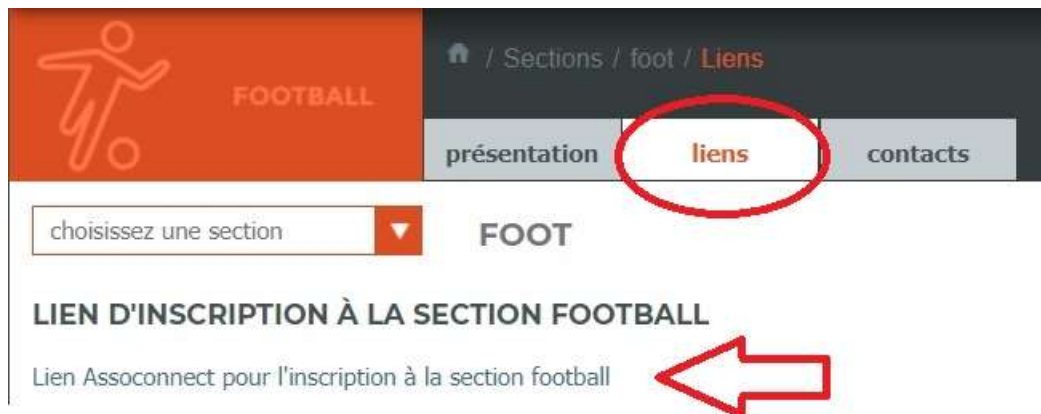 FOOTBALL
/ Sections / foot / Liens
présentation liens contacts
choisissez une section
FOOT
LIEN D'INSCRIPTION À LA SECTION FOOTBALL
Lien Assoconnect pour l'inscription à la section football